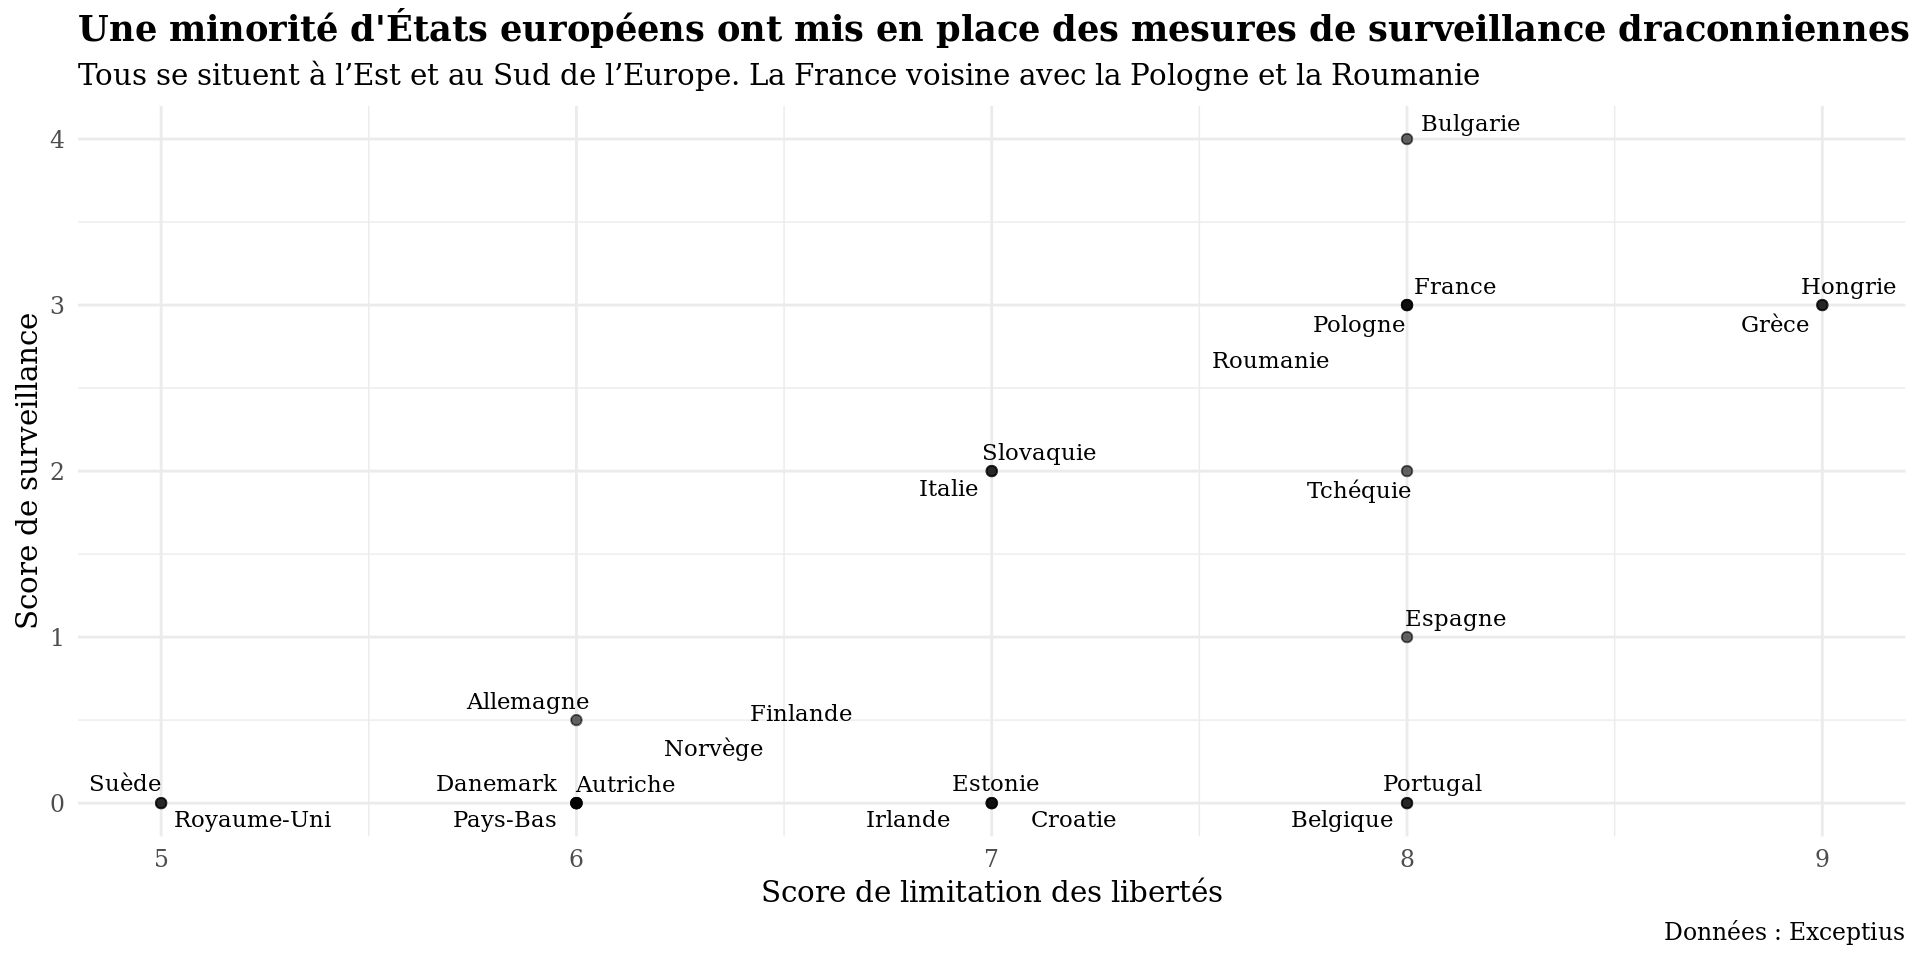 Une minorité d'États européens ont mis en place des mesures de surveillance draconniennes
Tous se situent à l’Est et au Sud de l’Europe. La France voisine avec la Pologne et la Roumanie
4
Bulgarie
3
France
Hongrie
Pologne
Grèce
Roumanie
2
Slovaquie
Italie
Tchéquie
Score de surveillance
1
Espagne
Allemagne
Finlande
Norvège
0
Suède
Danemark
Autriche
Estonie
Portugal
Royaume-Uni
Pays-Bas
Irlande
Croatie
Belgique
5
6
7
8
9
Score de limitation des libertés
Données : Exceptius